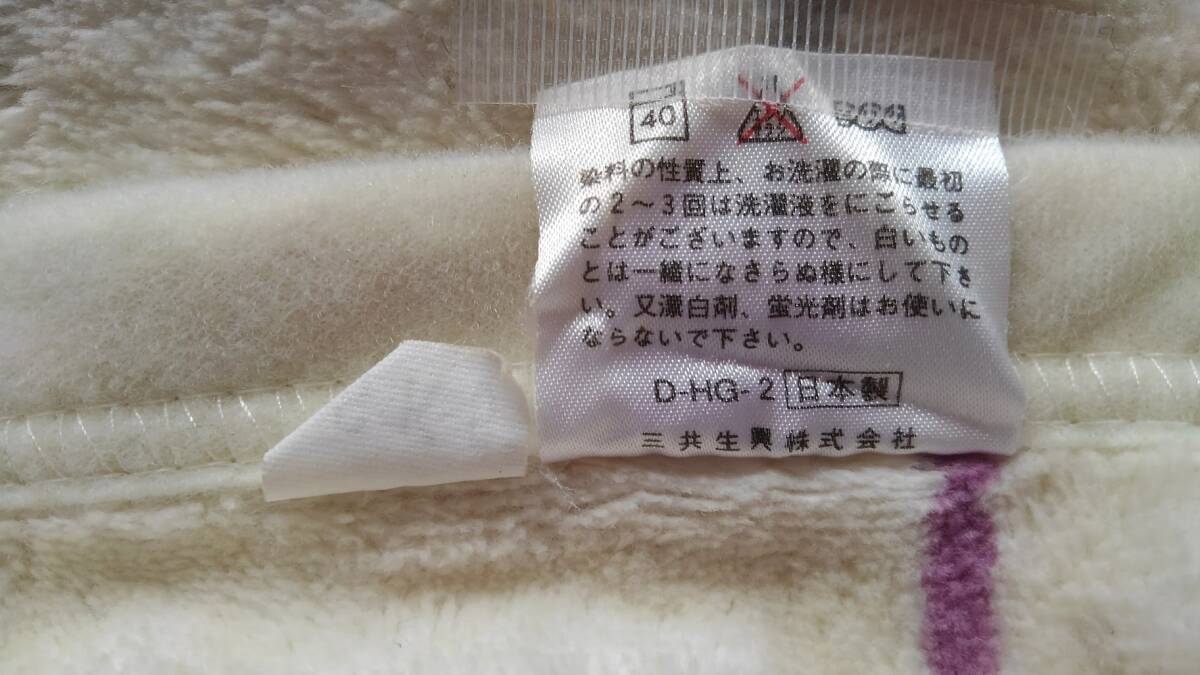 40
染料の性質上、お洗濯の際に最初
の2〜3回は洗濯液をにごらせる
ことがございますので、白いもの
とは一緒になさらぬ様にして下さ
い。又漂白剤、蛍光剤はお使いに
ならないで下さい。
D-HG-2 日本製
三共生興株式会社